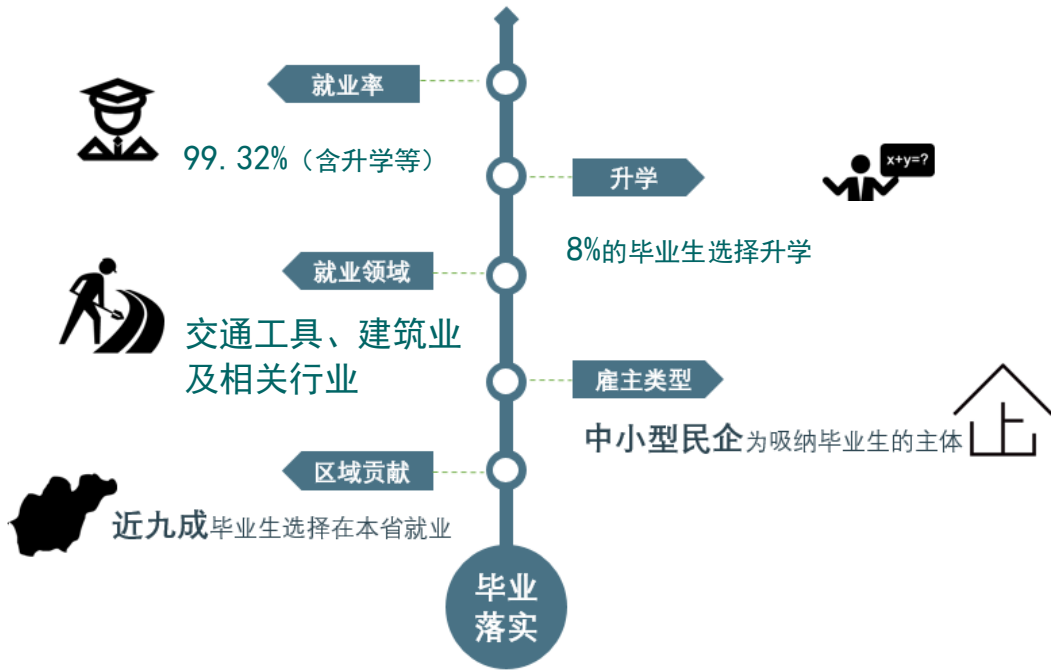 就业率
99.32%（含升学等）
升学
x+y=?
8%的毕业生选择升学
就业领域
交通工具、建筑业
及相关行业
雇主类型
中小型民企为吸纳毕业生的主体
上
区域贡献
近九成毕业生选择在本省就业
毕业
落实